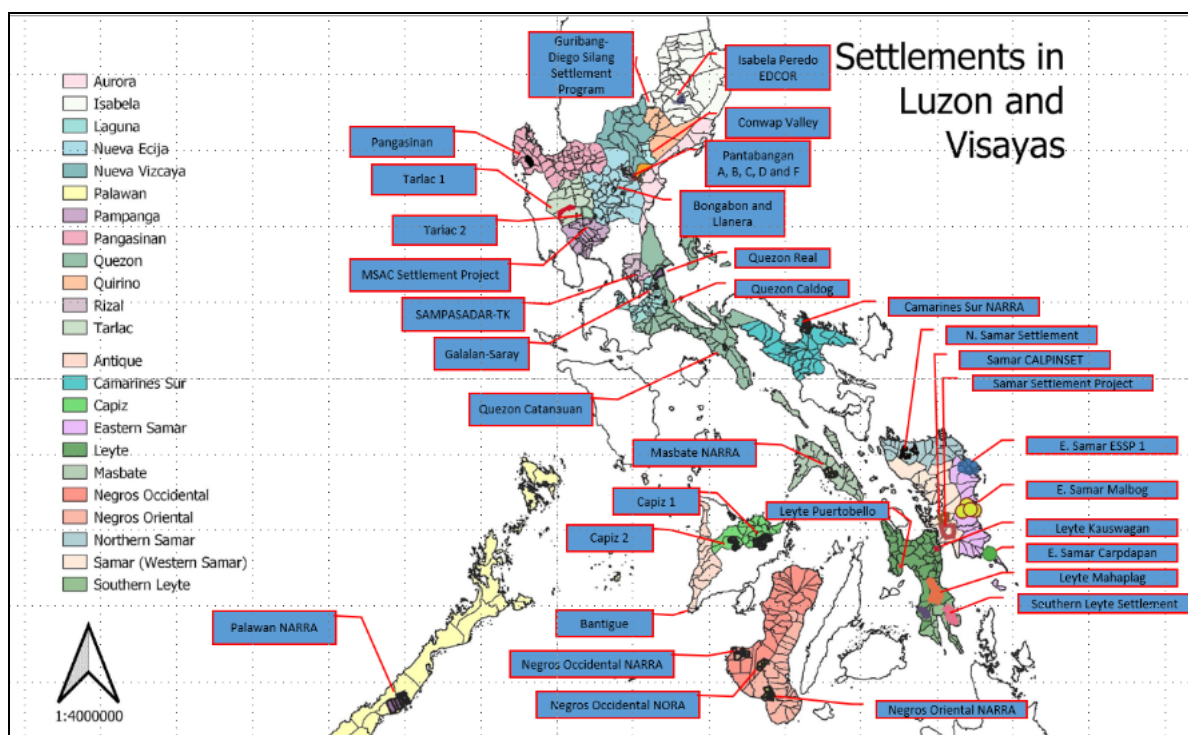 Settlements in
Luzon and
Visayas
Aurora
Isabela
Laguna
Nueva Ecija
Nueva Vizcaya
Palawan
Pampanga
Pangasinan
Quezon
Quirino
Rizal
Tarlac
Antique
Camarines Sur
Capiz
Eastern Samar
Leyte
Masbate
Negros Occidental
Negros Oriental
Northern Samar
Samar (Western Samar)
Southern Leyte
1:4000000
Guribang-
Diego Silang
Settlement
Program
Isabela Peredo
EDCOR
Conwap Valley
Pangasinan
Pantabangan
A, B, C, D and F
Tarlac 1
Bongabon and
Llanera
Tarlac 2
MSAC Settlement Project
Quezon Real
Quezon Caldog
SAMPASADAR-TK
Camarines Sur NARRA
Galalan-Saray
N. Samar Settlement
Samar CALPINSET
Samar Settlement Project
Quezon Catanauan
Masbate NARRA
E. Samar ESSP 1
E. Samar Malbog
Capiz 1
Leyte Puertobello
Leyte Kauswagan
Capiz 2
E. Samar Carpdapan
Leyte Mahaplag
Southern Leyte Settlement
Bantigue
Palawan NARRA
Negros Occidental NARRA
Negros Occidental NORA
Negros Oriental NARRA